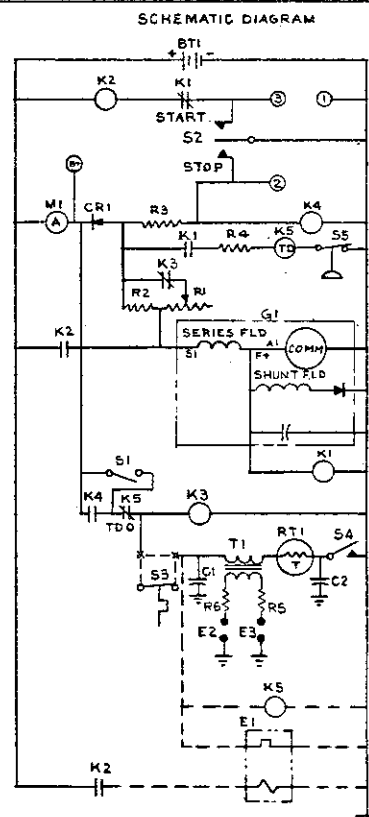 SCHEMATIC DIAGRAM
BT1
+ -
K2 K1 3 1
START
S2
STOP
2
B+
M1 CR1 R3 K4
A
K1 R4 K5 S5
TD
K3
R2 R1
G1
K2 SERIES FLD A1
S1 F+ COMM
SHUNT FLD
S1 K1
K4 K5 K3
TDO
T1 RT1 S4
T
S3 C1 C2
R6 R5
E2 E3
K5
E1
K2